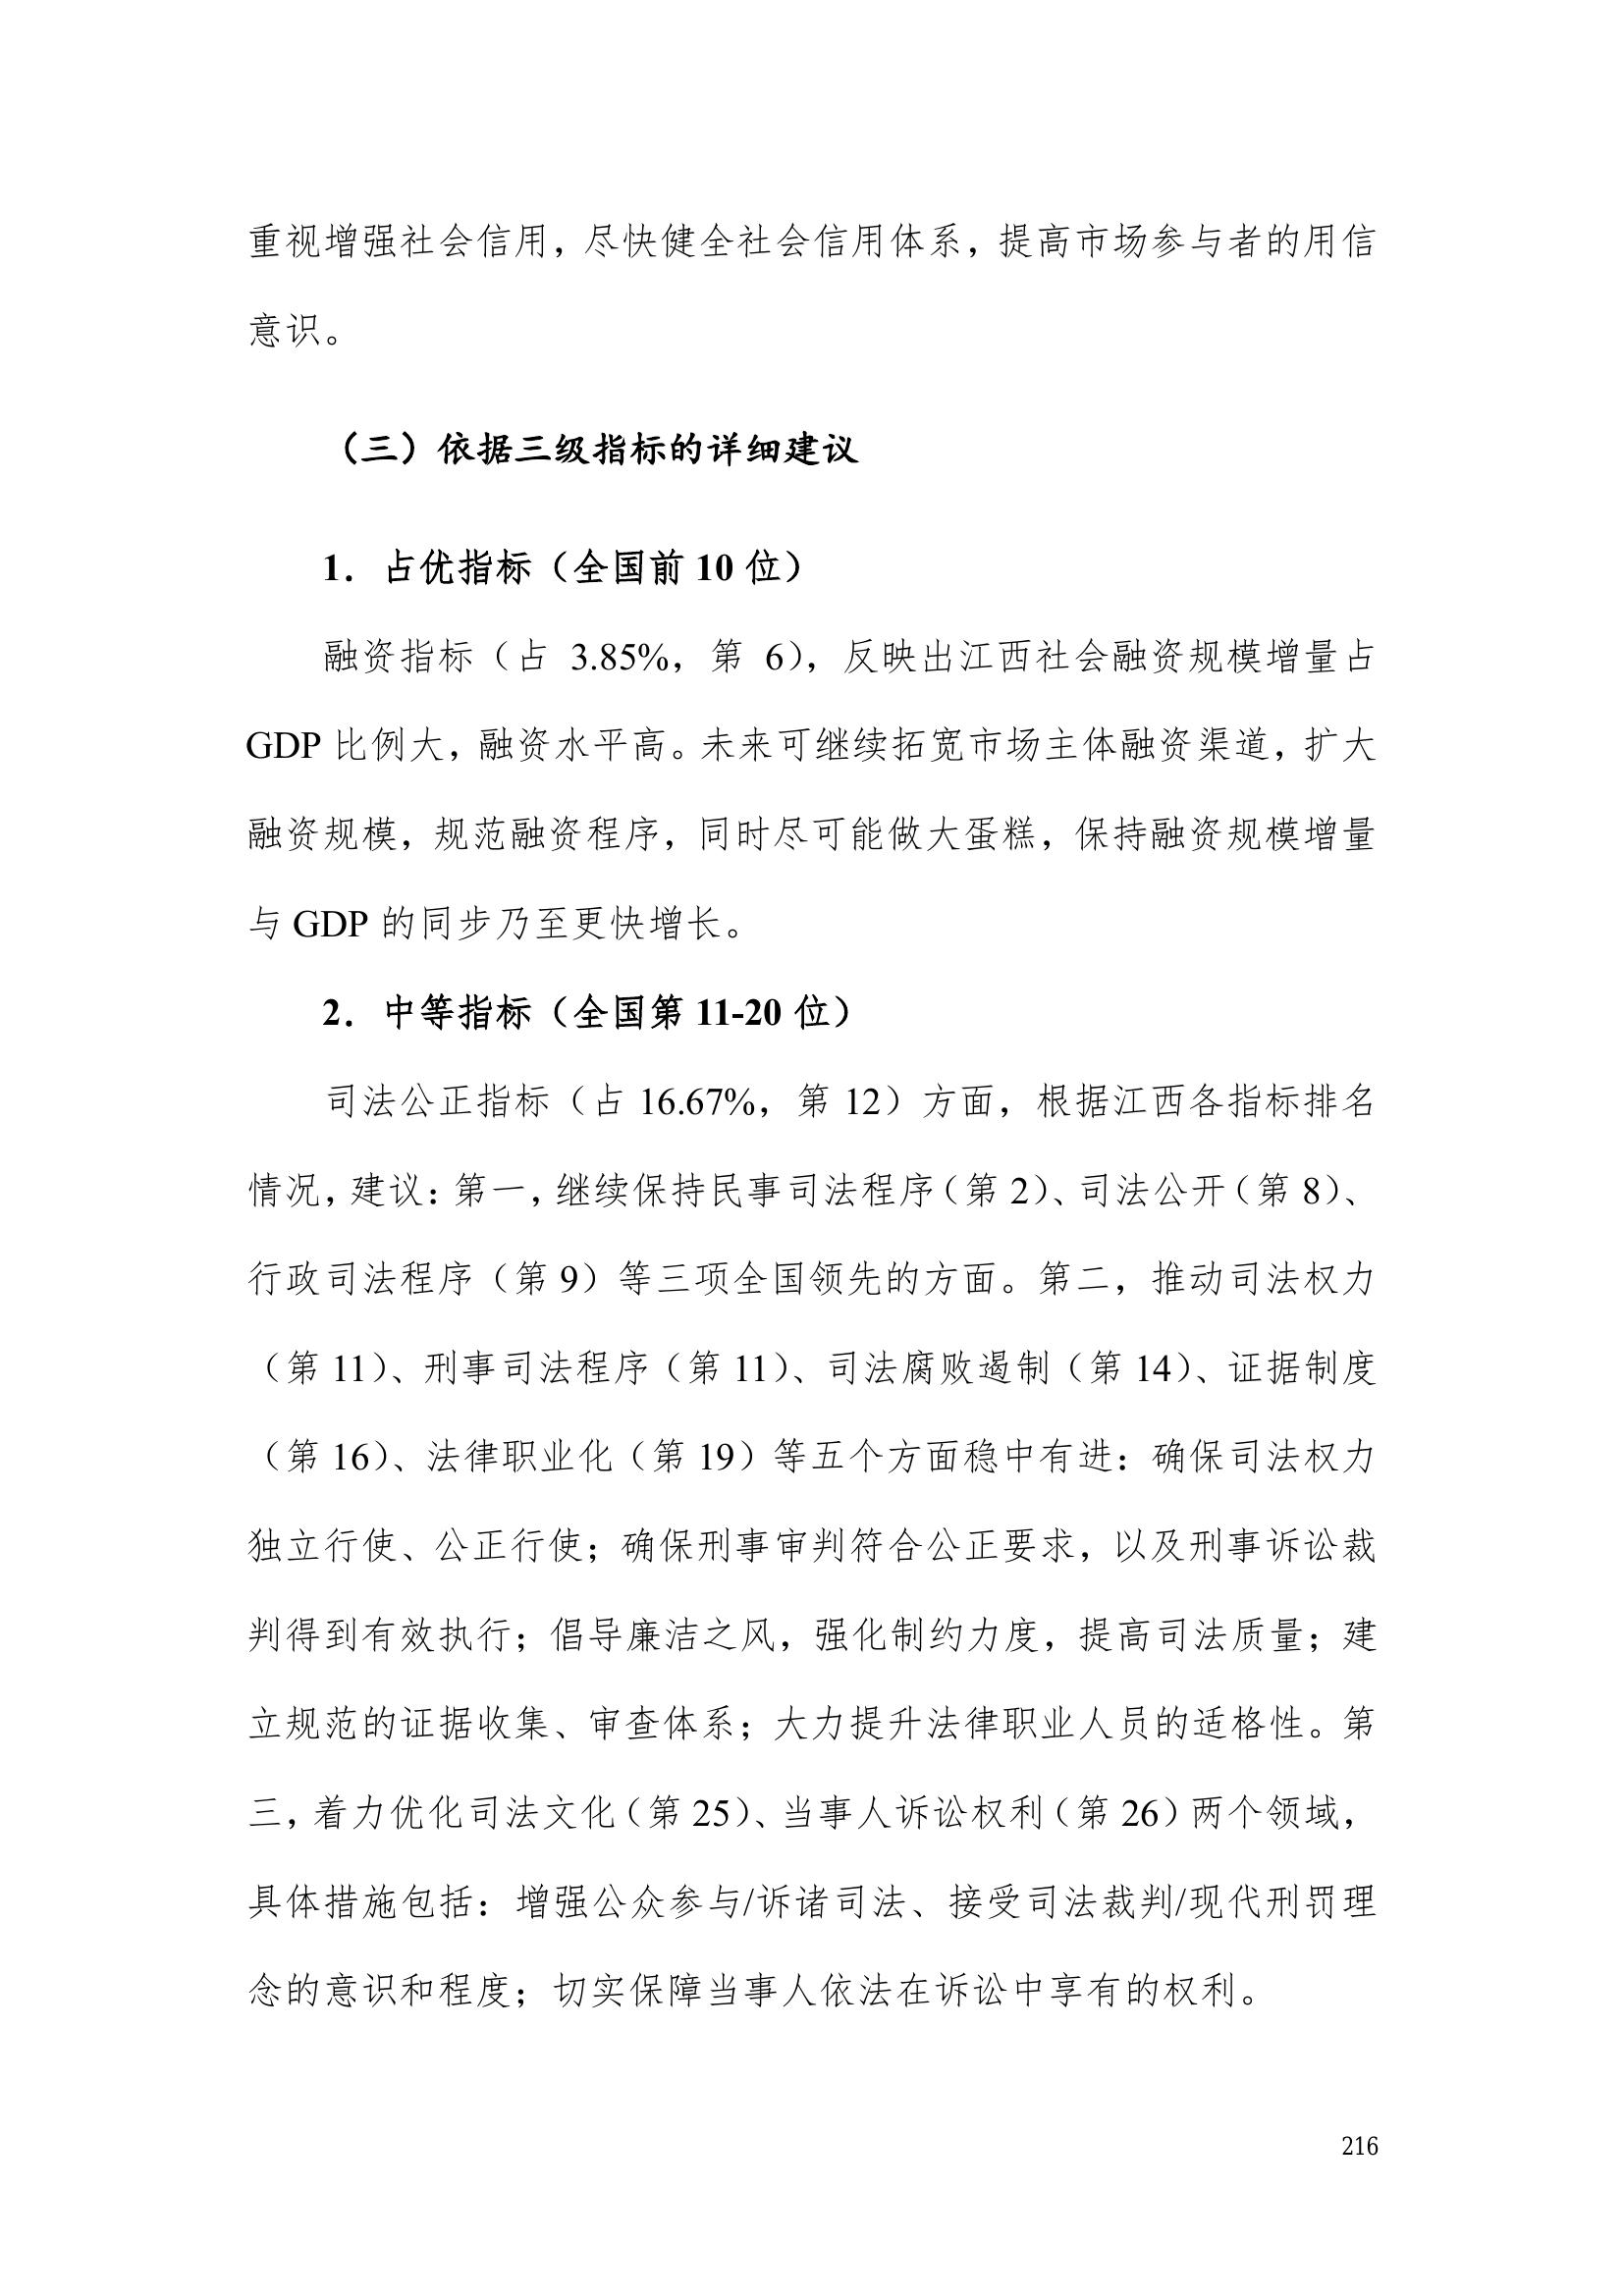 重视增强社会信用，尽快健全社会信用体系，提高市场参与者的用信
意识。
（三）依据三级指标的详细建议
1．占优指标（全国前 10 位）
融资指标（占 3.85%，第 6），反映出江西社会融资规模增量占
GDP 比例大，融资水平高。未来可继续拓宽市场主体融资渠道，扩大
融资规模，规范融资程序，同时尽可能做大蛋糕，保持融资规模增量
与 GDP 的同步乃至更快增长。
2．中等指标（全国第 11-20 位）
司法公正指标（占 16.67%，第 12）方面，根据江西各指标排名
情况，建议：第一，继续保持民事司法程序（第 2）、司法公开（第 8）、
行政司法程序（第 9）等三项全国领先的方面。第二，推动司法权力
（第 11）、刑事司法程序（第 11）、司法腐败遏制（第 14）、证据制度
（第 16）、法律职业化（第 19）等五个方面稳中有进：确保司法权力
独立行使、公正行使；确保刑事审判符合公正要求，以及刑事诉讼裁
判得到有效执行；倡导廉洁之风，强化制约力度，提高司法质量；建
立规范的证据收集、审查体系；大力提升法律职业人员的适格性。第
三，着力优化司法文化（第 25）、当事人诉讼权利（第 26）两个领域，
具体措施包括：增强公众参与/诉诸司法、接受司法裁判/现代刑罚理
念的意识和程度；切实保障当事人依法在诉讼中享有的权利。
216